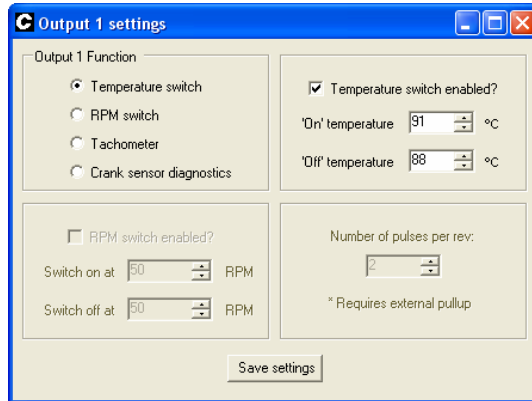 C Output 1 settings
Output 1 Function
Temperature switch
RPM switch
Tachometer
Crank sensor diagnostics
Temperature switch enabled?
'On' temperature 91 °C
'Off' temperature 88 °C
RPM switch enabled?
Switch on at 50 RPM
Switch off at 50 RPM
Number of pulses per rev:
2
* Requires external pullup
Save settings